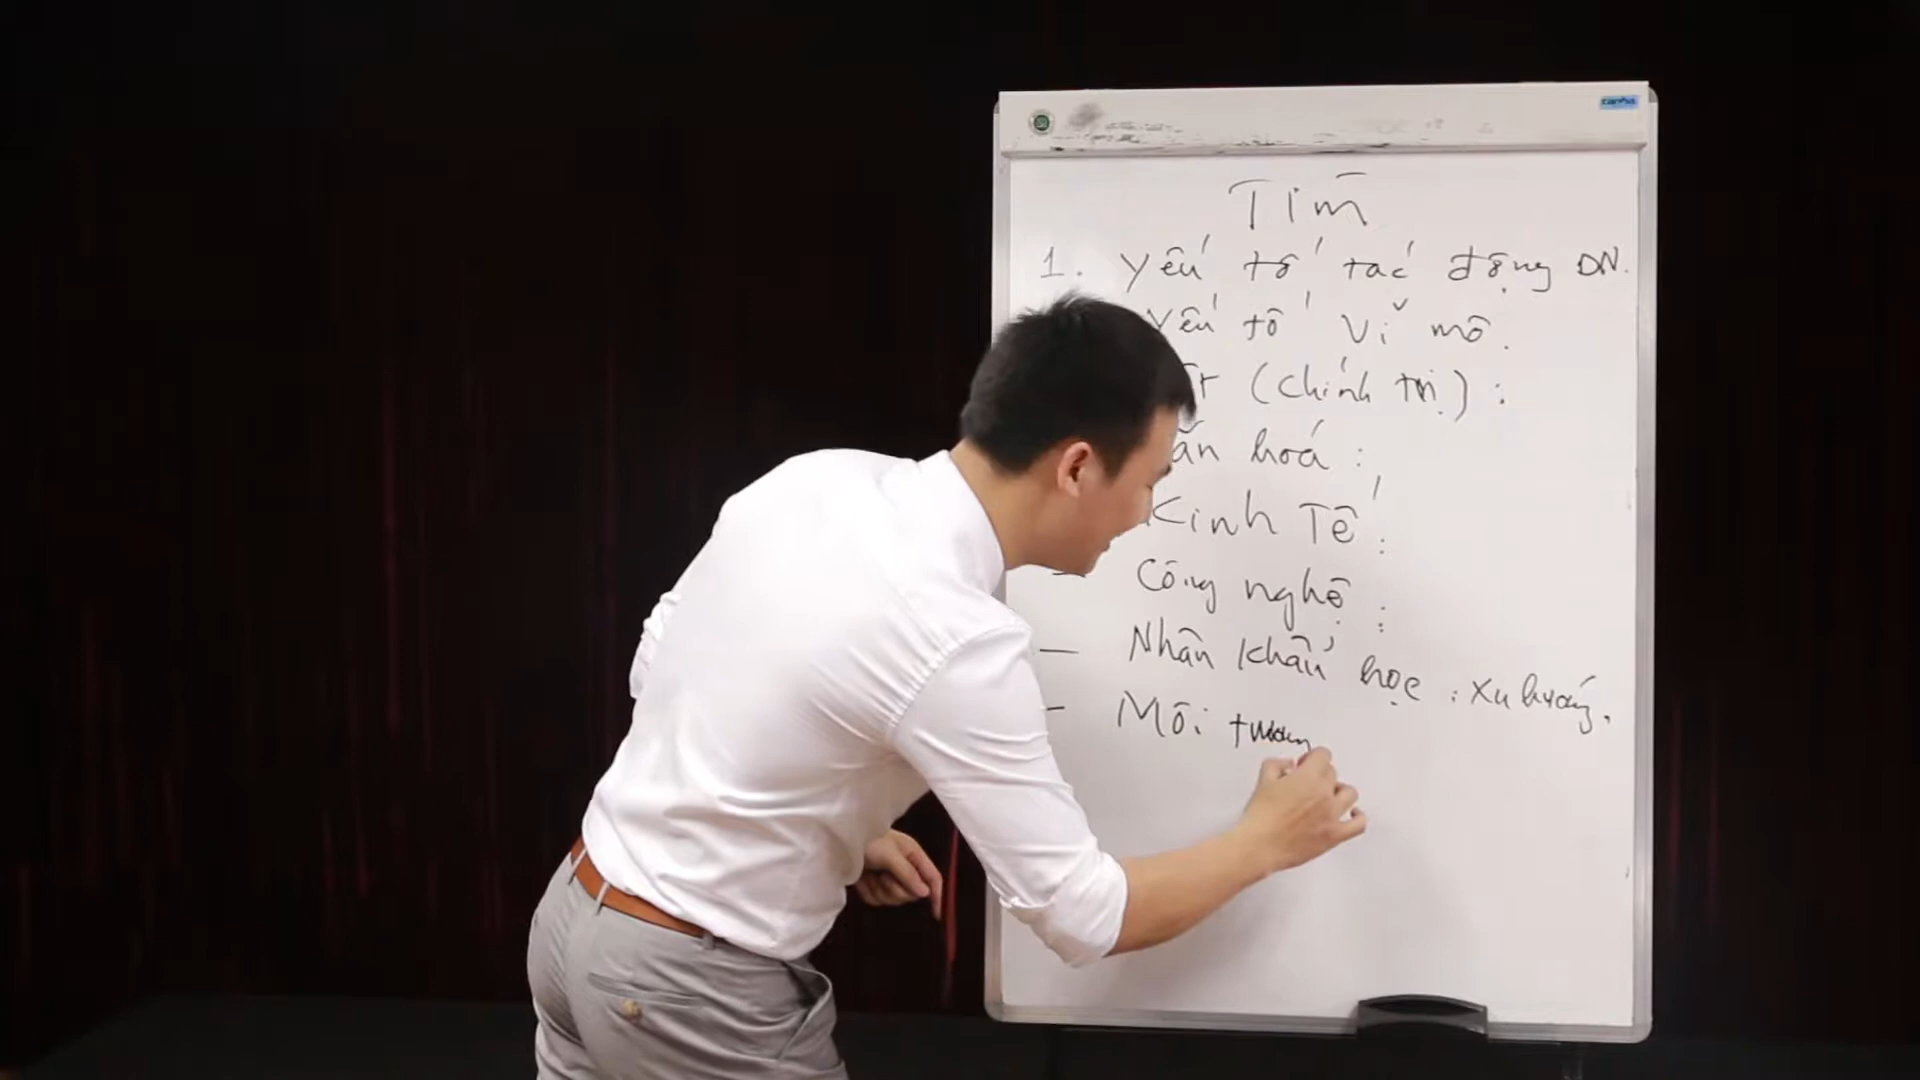 Tìm
1. Yếu tố tác động DN.
Yếu tố Vĩ mô.
(Chính trị) :
ăn hoá :
Kinh Tế :
- Công nghệ :
- Nhân khẩu học : Xu hướng.
- Môi trường